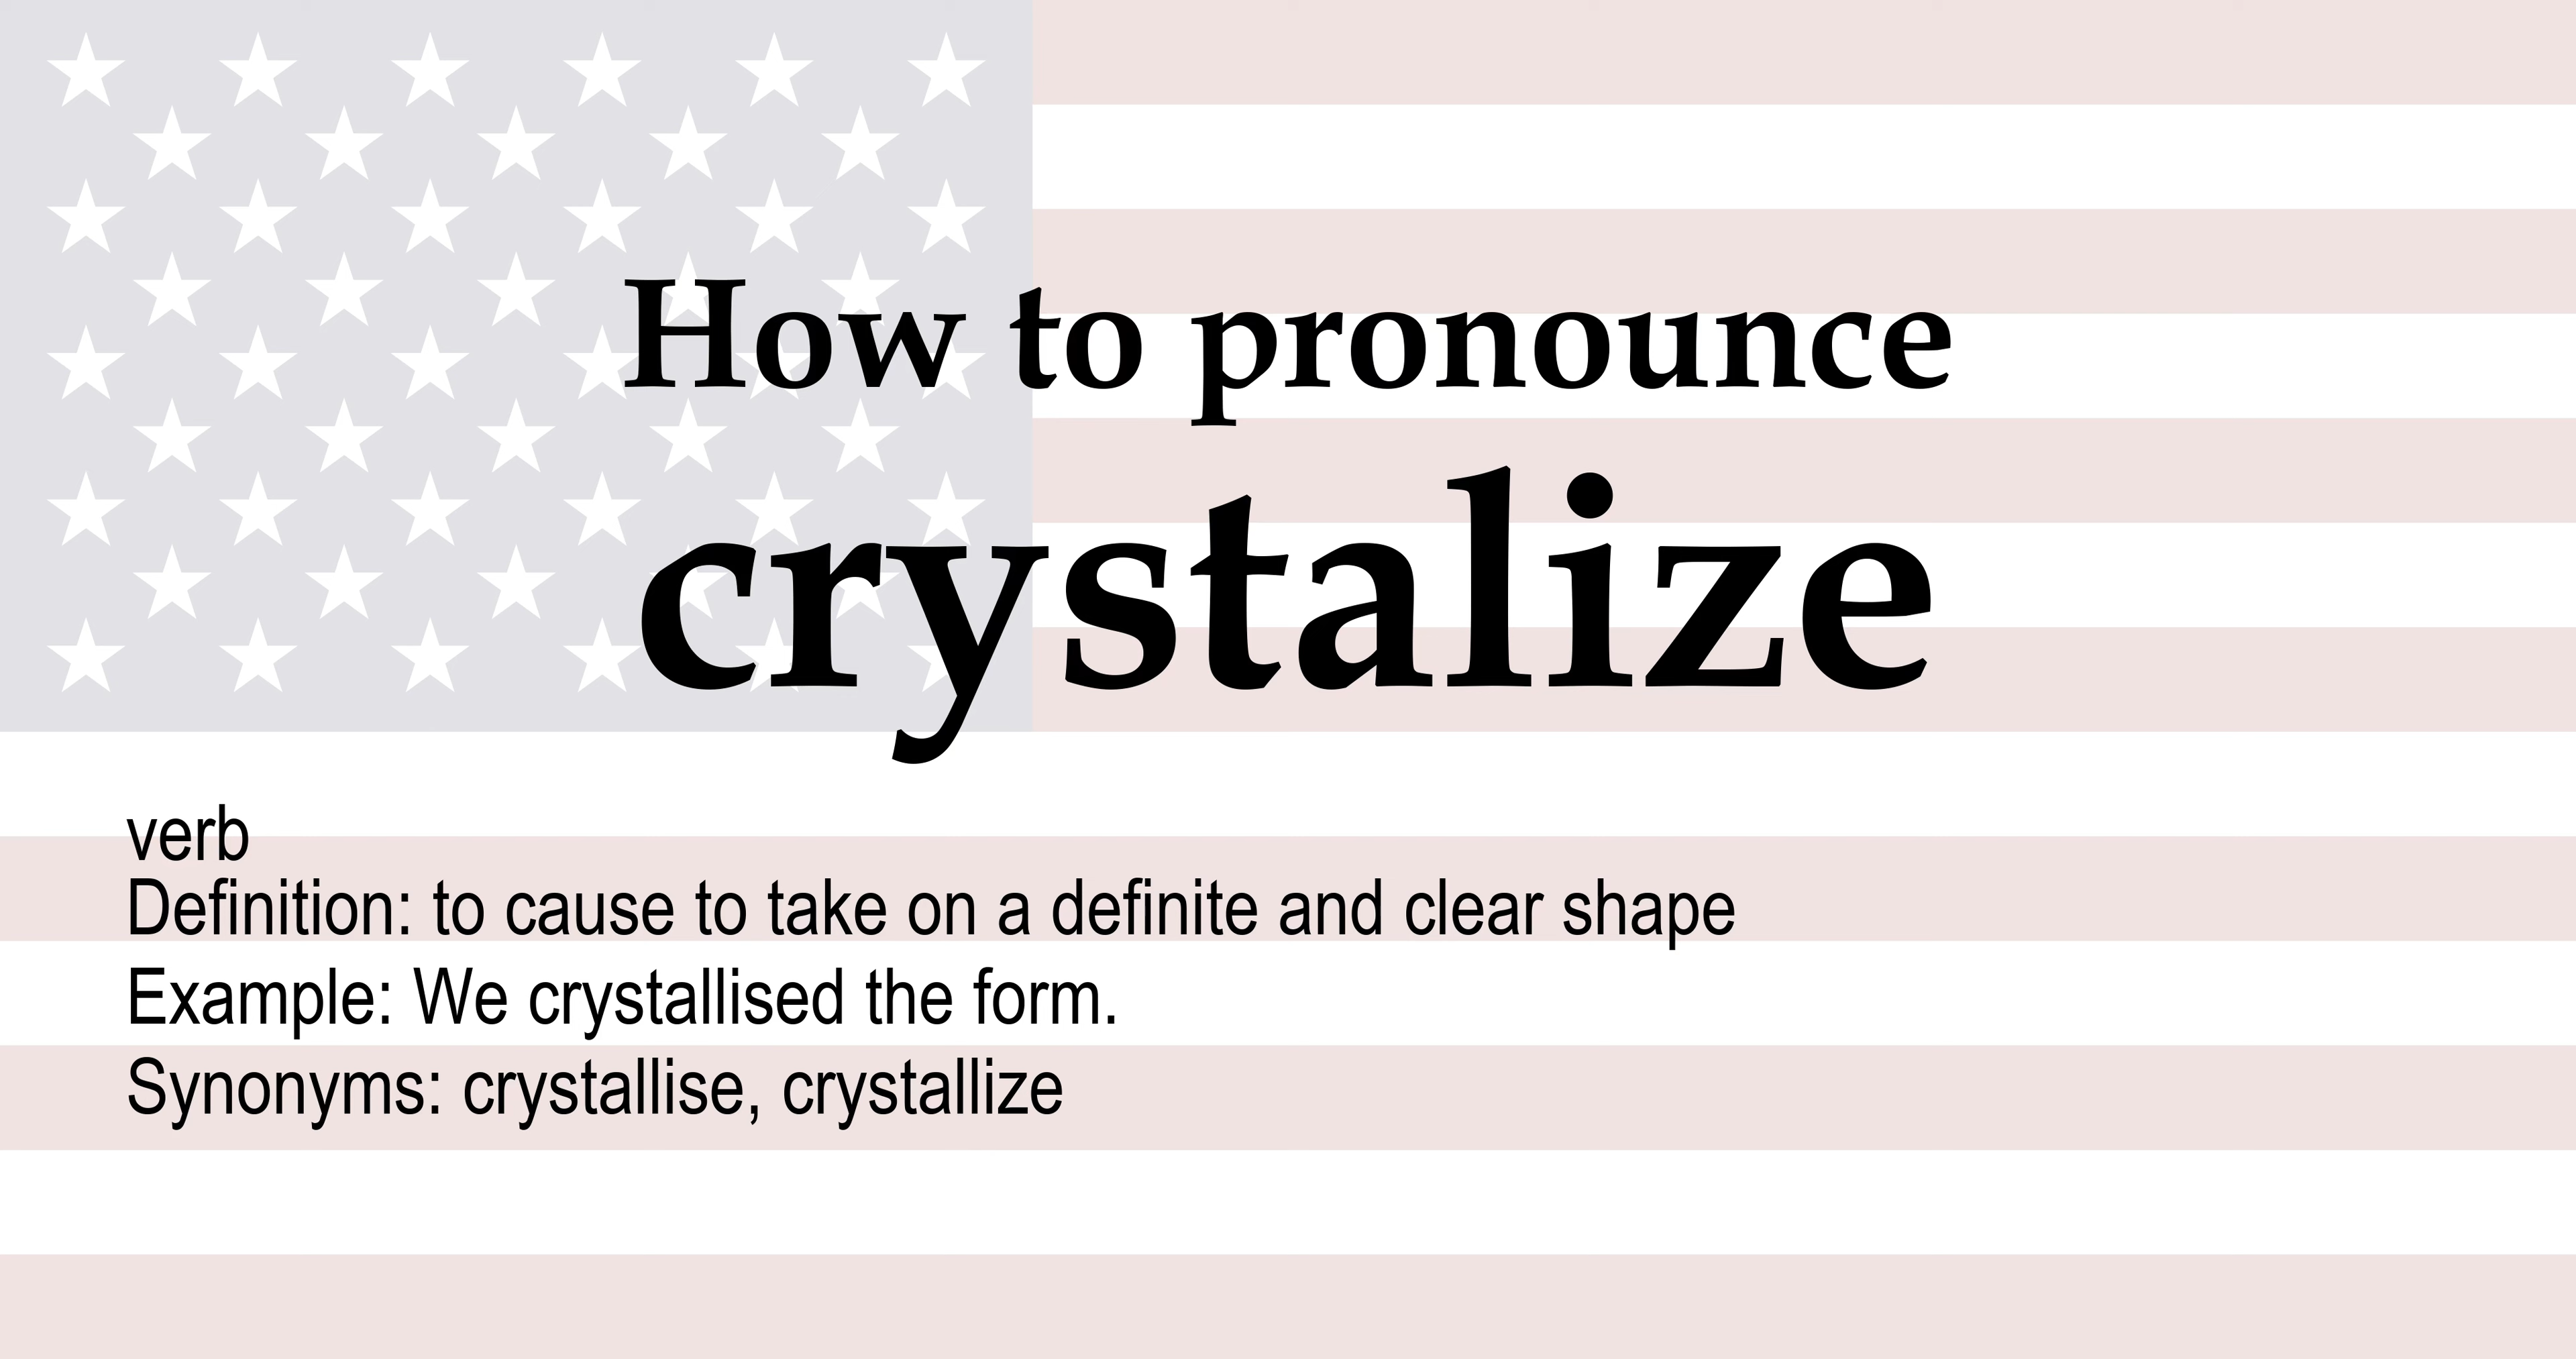 How to pronounce
crystalize
verb
Definition: to cause to take on a definite and clear shape
Example: We crystallised the form.
Synonyms: crystallise, crystallize